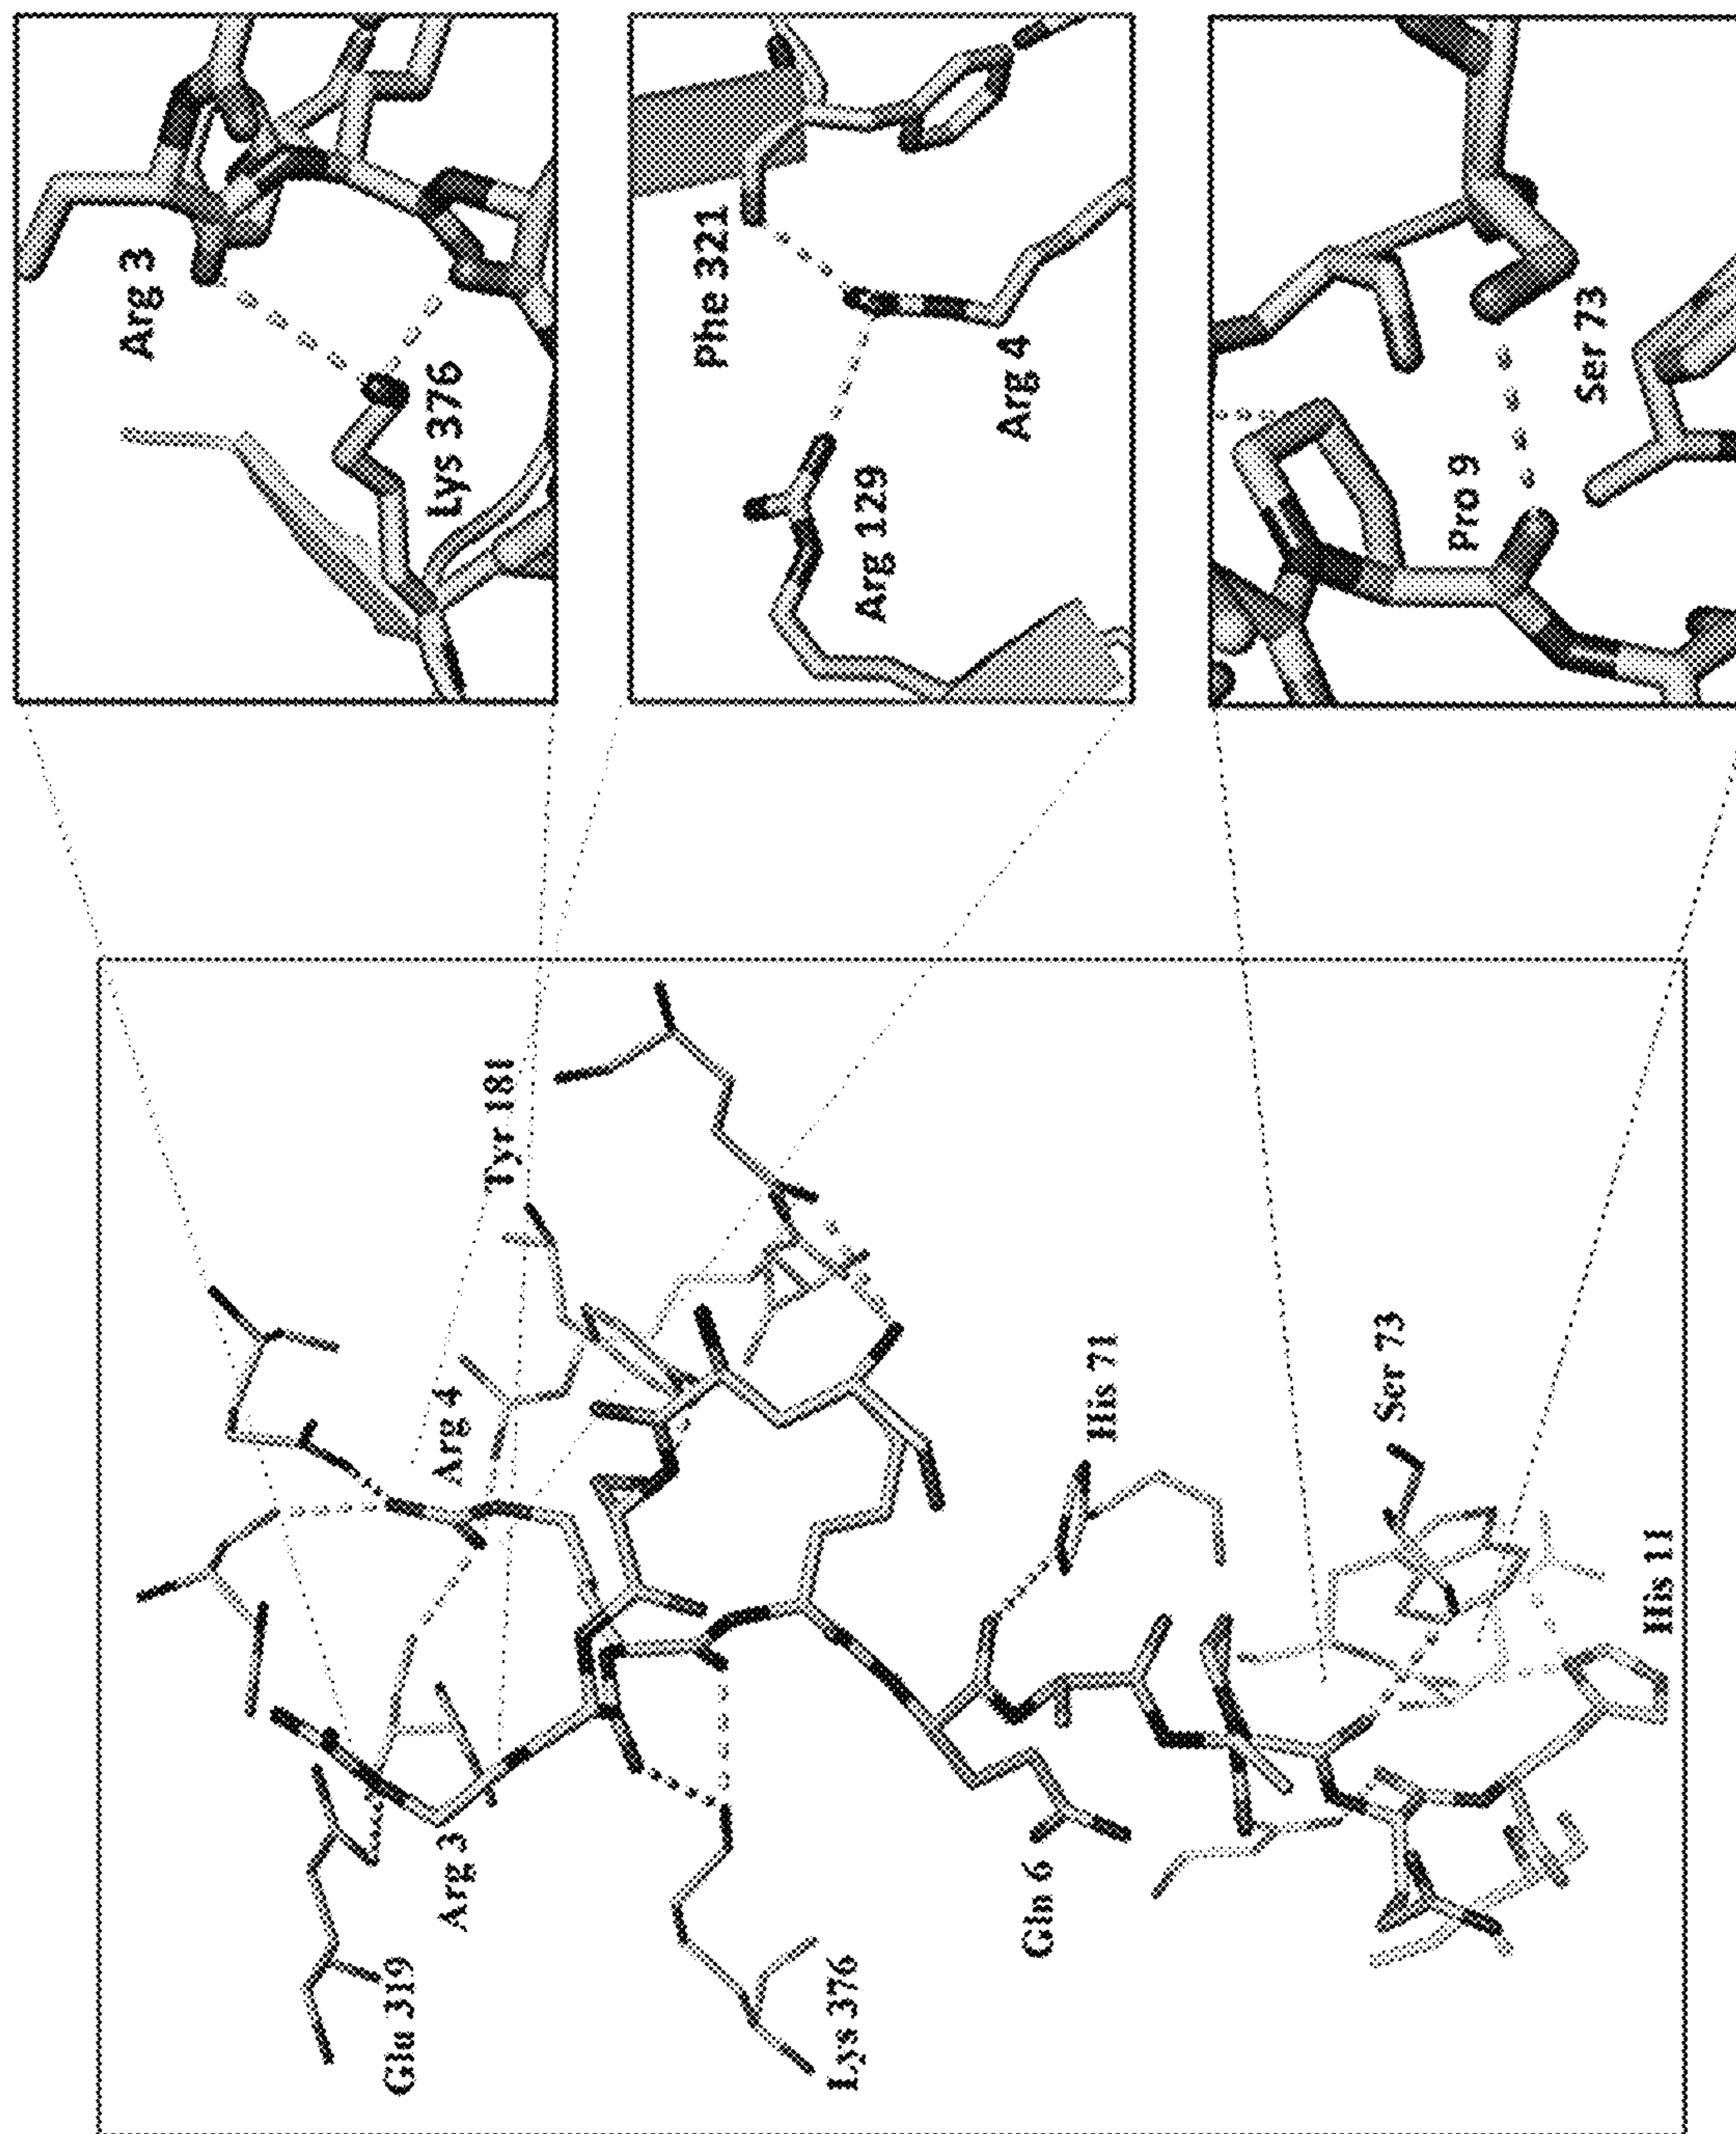 Arg 3
Lys 376
Phe 321
Arg 129
Arg 4
Pro 9
Ser 73
Tyr 181
Arg 4
Glu 319
Arg 3
Lys 376
Gln 6
His 71
Ser 73
His 11